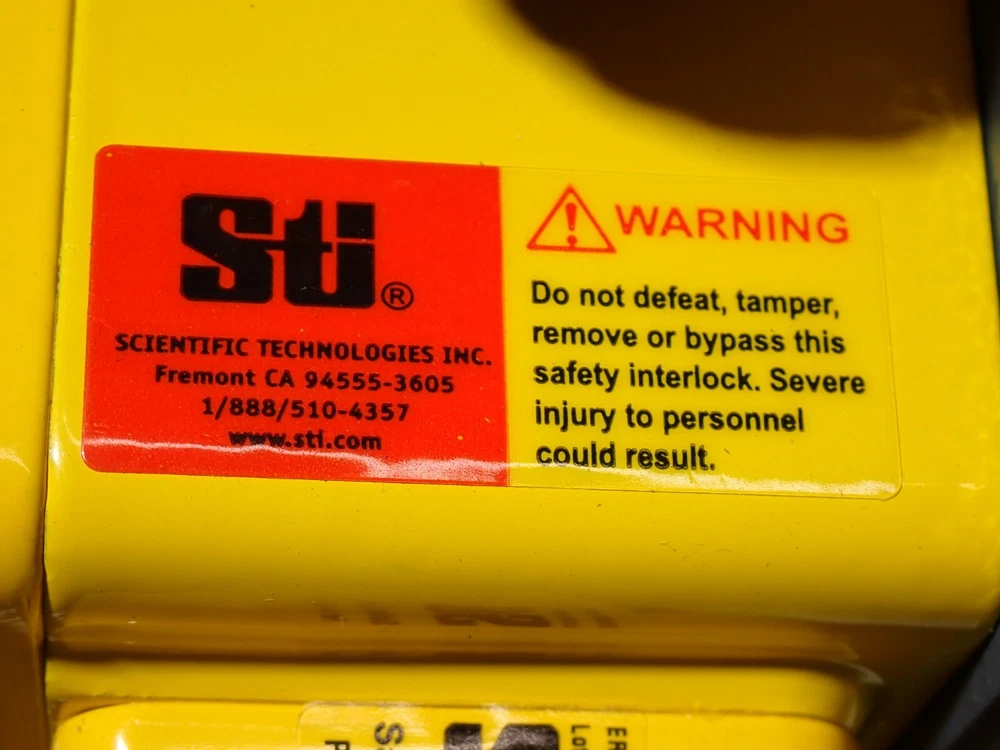 Sti®
SCIENTIFIC TECHNOLOGIES INC.
Fremont CA 94555-3605
1/888/510-4357
www.sti.com
WARNING
Do not defeat, tamper,
remove or bypass this
safety interlock. Severe
injury to personnel
could result.